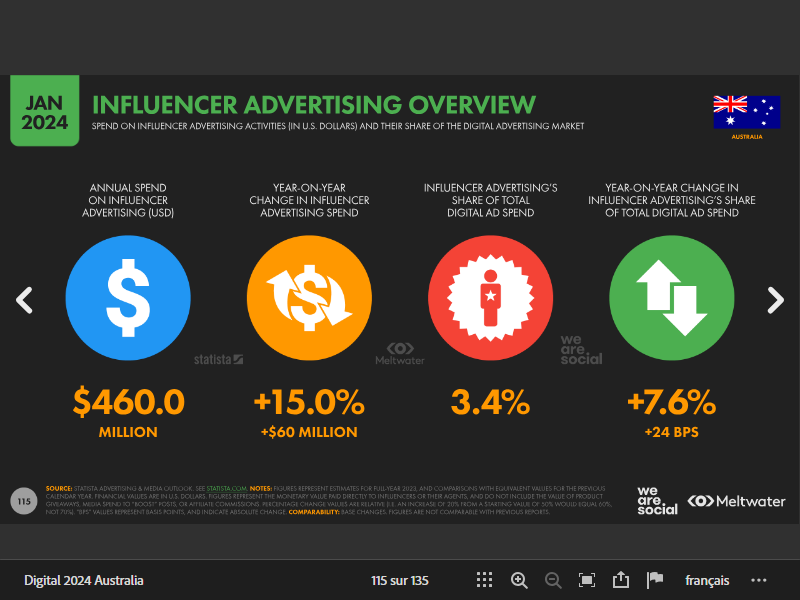 JAN
2024
INFLUENCER ADVERTISING OVERVIEW
SPEND ON INFLUENCER ADVERTISING ACTIVITIES (IN U.S. DOLLARS) AND THEIR SHARE OF THE DIGITAL ADVERTISING MARKET
AUSTRALIA
ANNUAL SPEND
ON INFLUENCER
ADVERTISING (USD)
YEAR-ON-YEAR
CHANGE IN INFLUENCER
ADVERTISING SPEND
INFLUENCER ADVERTISING'S
SHARE OF TOTAL
DIGITAL AD SPEND
YEAR-ON-YEAR CHANGE IN
INFLUENCER ADVERTISING'S SHARE
OF TOTAL DIGITAL AD SPEND
$
$
statista
Meltwater
we
are.
social
$460.0
MILLION
+15.0%
+$60 MILLION
3.4%
+7.6%
+24 BPS
115
SOURCE: STATISTA ADVERTISING & MEDIA OUTLOOK. SEE STATISTA.COM. NOTES: FIGURES REPRESENT ESTIMATES FOR FULL-YEAR 2023, AND COMPARISONS WITH EQUIVALENT VALUES FOR THE PREVIOUS
CALENDAR YEAR. FINANCIAL VALUES ARE IN U.S. DOLLARS. FIGURES REPRESENT THE MONETARY VALUE PAID DIRECTLY TO INFLUENCERS OR THEIR AGENTS, AND DO NOT INCLUDE THE VALUE OF PRODUCT
GIVEAWAYS, MEDIA SPEND TO "BOOST" POSTS, OR AFFILIATE COMMISSIONS. PERCENTAGE CHANGE VALUES ARE RELATIVE (I.E. AN INCREASE OF 20% FROM A STARTING VALUE OF 50% WOULD EQUAL 60%,
NOT 70%). "BPS" VALUES REPRESENT BASIS POINTS, AND INDICATE ABSOLUTE CHANGE. COMPARABILITY: BASE CHANGES. FIGURES ARE NOT COMPARABLE WITH PREVIOUS REPORTS.
we
are.
social
Meltwater
Digital 2024 Australia
115 sur 135
français